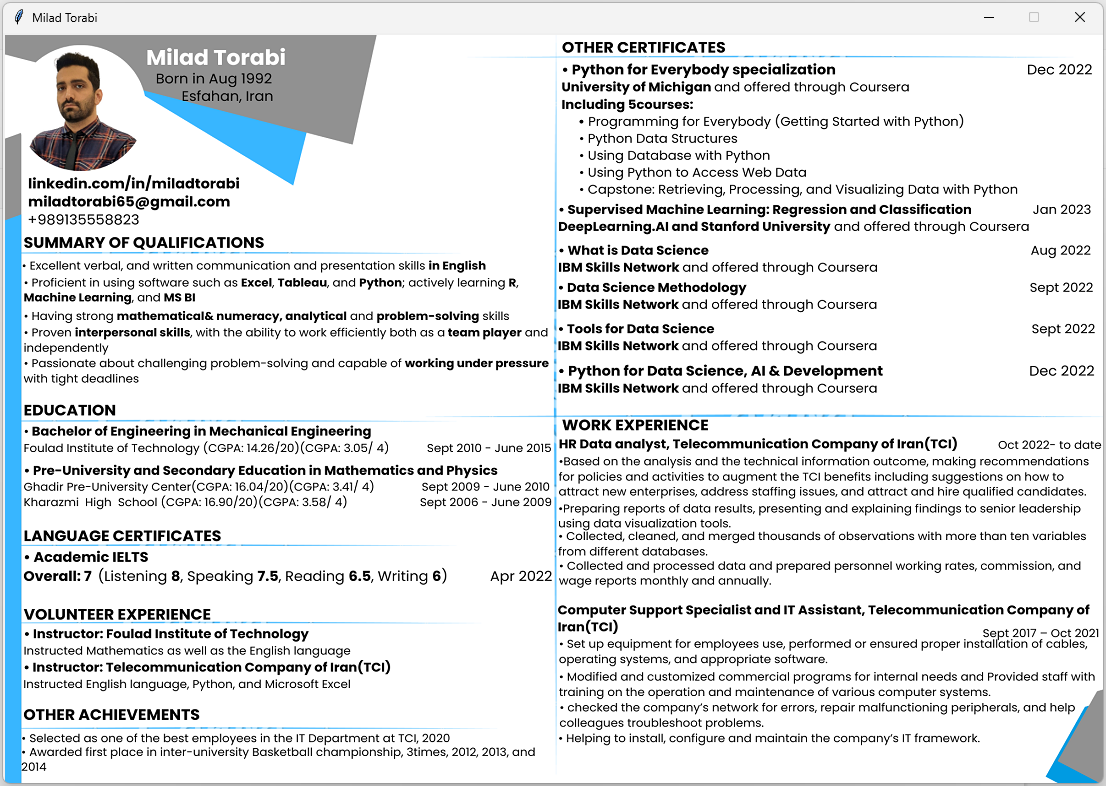 Milad Torabi
Milad Torabi
Born in Aug 1992
Esfahan, Iran
linkedin.com/in/miladtorabi
miladtorabi65@gmail.com
+989135558823
SUMMARY OF QUALIFICATIONS
• Excellent verbal, and written communication and presentation skills in English
• Proficient in using software such as Excel, Tableau, and Python; actively learning R,
Machine Learning, and MS BI
• Having strong mathematical& numeracy, analytical and problem-solving skills
• Proven interpersonal skills, with the ability to work efficiently both as a team player and
independently
• Passionate about challenging problem-solving and capable of working under pressure
with tight deadlines
EDUCATION
• Bachelor of Engineering in Mechanical Engineering
Foulad Institute of Technology (CGPA: 14.26/20)(CGPA: 3.05/ 4) Sept 2010 - June 2015
• Pre-University and Secondary Education in Mathematics and Physics
Ghadir Pre-University Center(CGPA: 16.04/20)(CGPA: 3.41/ 4) Sept 2009 - June 2010
Kharazmi High School (CGPA: 16.90/20)(CGPA: 3.58/ 4) Sept 2006 - June 2009
LANGUAGE CERTIFICATES
• Academic IELTS
Overall: 7 (Listening 8, Speaking 7.5, Reading 6.5, Writing 6) Apr 2022
VOLUNTEER EXPERIENCE
• Instructor: Foulad Institute of Technology
Instructed Mathematics as well as the English language
• Instructor: Telecommunication Company of Iran(TCI)
Instructed English language, Python, and Microsoft Excel
OTHER ACHIEVEMENTS
• Selected as one of the best employees in the IT Department at TCI, 2020
• Awarded first place in inter-university Basketball championship, 3times, 2012, 2013, and
2014
OTHER CERTIFICATES
• Python for Everybody specialization Dec 2022
University of Michigan and offered through Coursera
Including 5courses:
• Programming for Everybody (Getting Started with Python)
• Python Data Structures
• Using Database with Python
• Using Python to Access Web Data
• Capstone: Retrieving, Processing, and Visualizing Data with Python
• Supervised Machine Learning: Regression and Classification Jan 2023
DeepLearning.AI and Stanford University and offered through Coursera
• What is Data Science Aug 2022
IBM Skills Network and offered through Coursera
• Data Science Methodology Sept 2022
IBM Skills Network and offered through Coursera
• Tools for Data Science Sept 2022
IBM Skills Network and offered through Coursera
• Python for Data Science, AI & Development Dec 2022
IBM Skills Network and offered through Coursera
WORK EXPERIENCE
HR Data analyst, Telecommunication Company of Iran(TCI) Oct 2022- to date
•Based on the analysis and the technical information outcome, making recommendations
for policies and activities to augment the TCI benefits including suggestions on how to
attract new enterprises, address staffing issues, and attract and hire qualified candidates.
•Preparing reports of data results, presenting and explaining findings to senior leadership
using data visualization tools.
• Collected, cleaned, and merged thousands of observations with more than ten variables
from different databases.
• Collected and processed data and prepared personnel working rates, commission, and
wage reports monthly and annually.
Computer Support Specialist and IT Assistant, Telecommunication Company of
Iran(TCI) Sept 2017 – Oct 2021
• Set up equipment for employees use, performed or ensured proper installation of cables,
operating systems, and appropriate software.
• Modified and customized commercial programs for internal needs and Provided staff with
training on the operation and maintenance of various computer systems.
• checked the company's network for errors, repair malfunctioning peripherals, and help
colleagues troubleshoot problems.
• Helping to install, configure and maintain the company's IT framework.